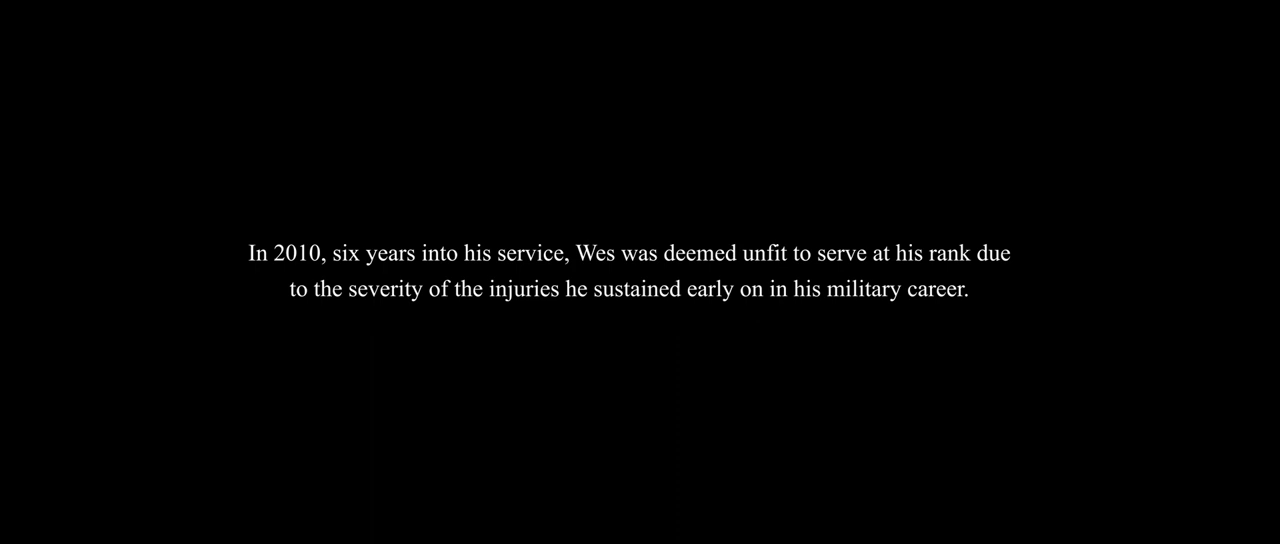 In 2010, six years into his service, Wes was deemed unfit to serve at his rank due
to the severity of the injuries he sustained early on in his military career.